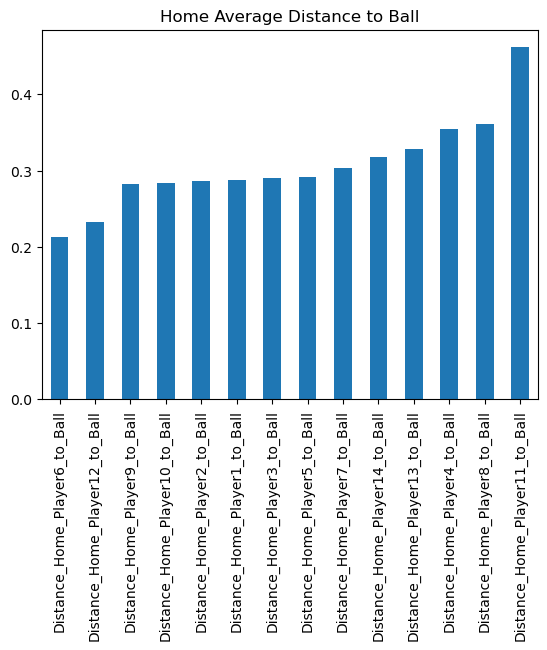 Home Average Distance to Ball
0.4
0.3
0.2
0.1
0.0
Distance_Home_Player6_to_Ball
Distance_Home_Player12_to_Ball
Distance_Home_Player9_to_Ball
Distance_Home_Player10_to_Ball
Distance_Home_Player2_to_Ball
Distance_Home_Player1_to_Ball
Distance_Home_Player3_to_Ball
Distance_Home_Player5_to_Ball
Distance_Home_Player7_to_Ball
Distance_Home_Player14_to_Ball
Distance_Home_Player13_to_Ball
Distance_Home_Player4_to_Ball
Distance_Home_Player8_to_Ball
Distance_Home_Player11_to_Ball